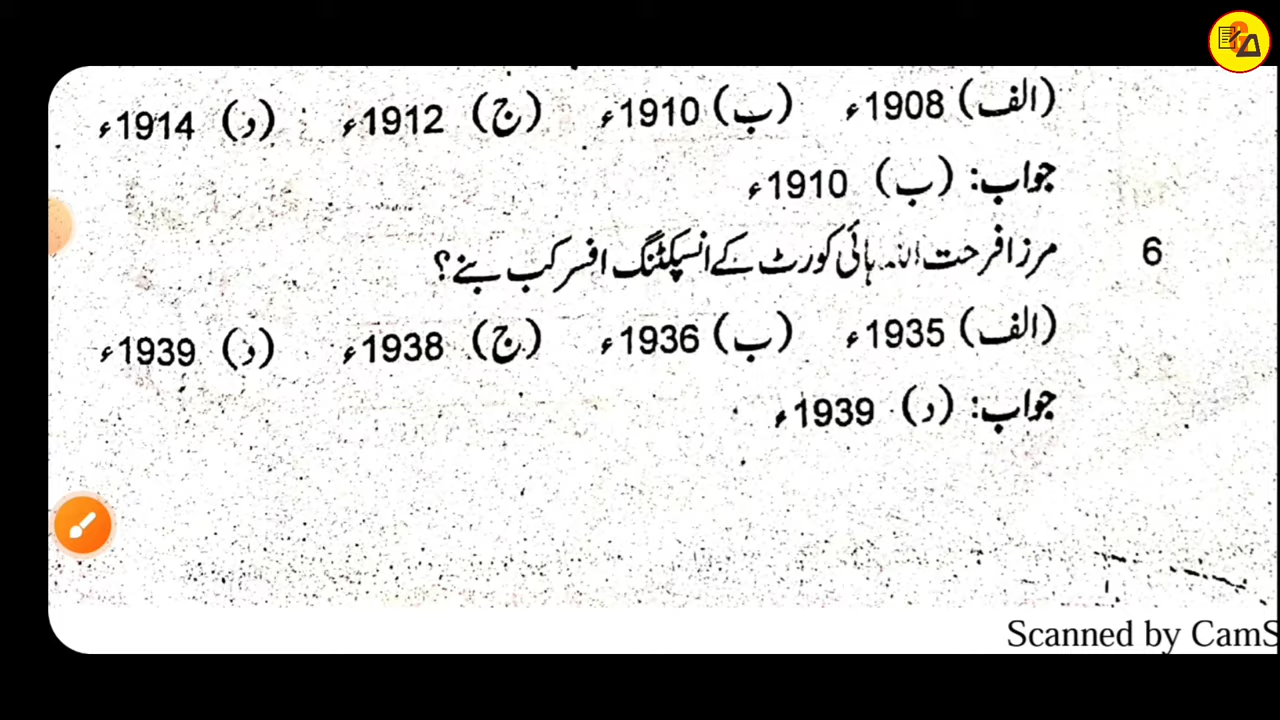 (الف) 1908ء (ب) 1910ء (ج) 1912ء (د) 1914ء
جواب: (ب) 1910ء
6 مرزا فرحت اللہ ہائی کورٹ کے انسپکٹنگ افسر کب بنے؟
(الف) 1935ء (ب) 1936ء (ج) 1938ء (د) 1939ء
جواب: (د) 1939ء
Scanned by CamS